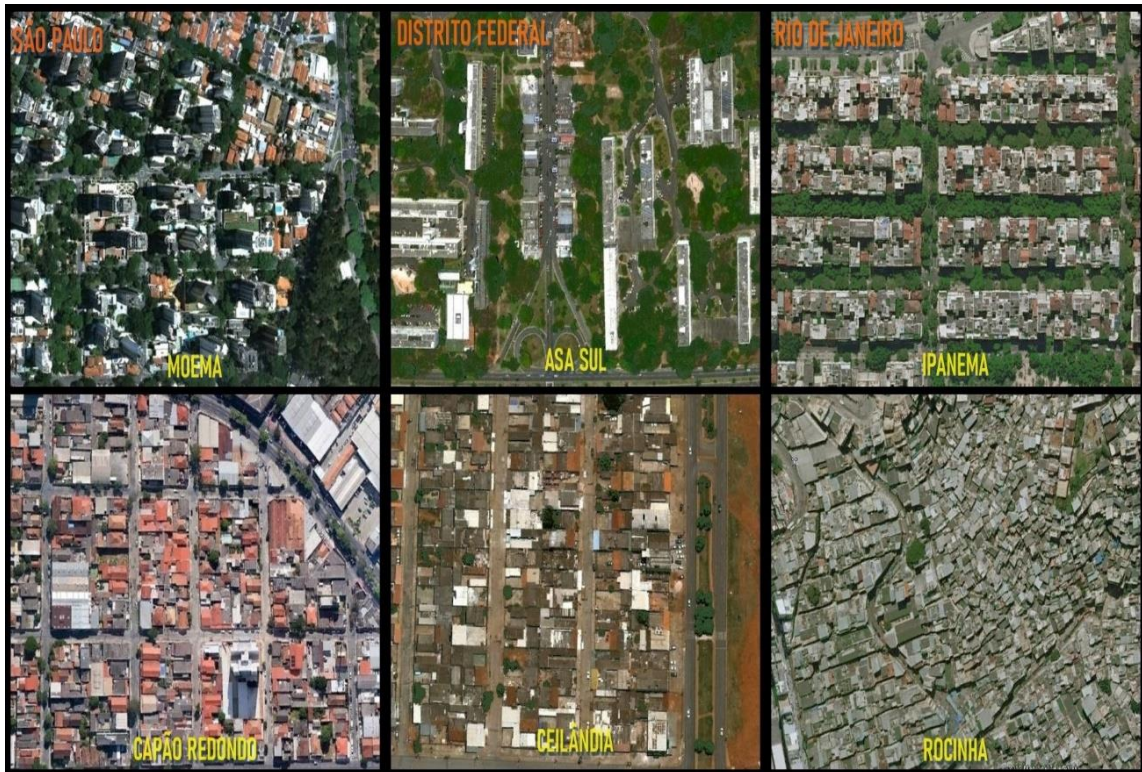 SÃO PAULO
DISTRITO FEDERAL
RIO DE JANEIRO
MOEMA
ASA SUL
IPANEMA
CAPÃO REDONDO
CEILÂNDIA
ROCINHA